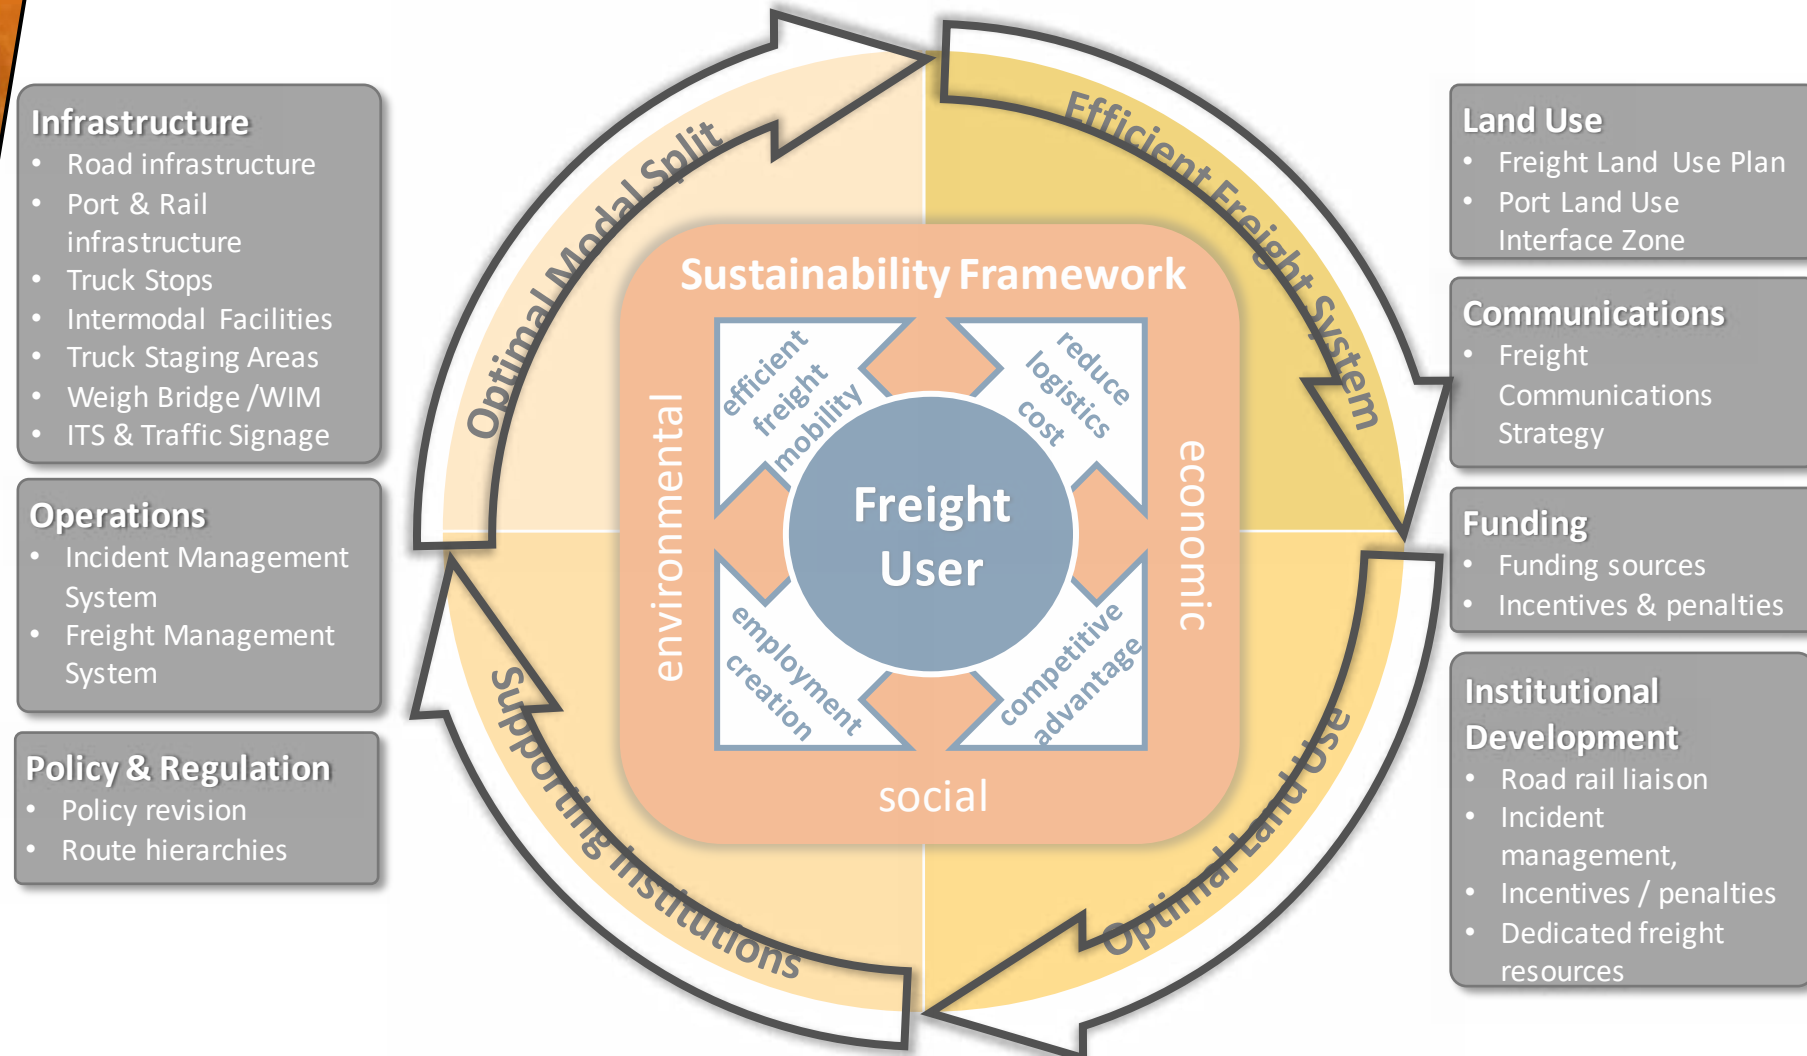 Infrastructure
• Road infrastructure
• Port & Rail
infrastructure
• Truck Stops
• Intermodal Facilities
• Truck Staging Areas
• Weigh Bridge /WIM
• ITS & Traffic Signage
Operations
• Incident Management
System
• Freight Management
System
Policy & Regulation
• Policy revision
• Route hierarchies
Optimal Modal Split
Efficient Freight System
Supporting Institutions
Optimal Land Use
Sustainability Framework
environmental
economic
social
efficient
freight
mobility
reduce
logistics
cost
Freight
User
employment
creation
competitive
advantage
Land Use
• Freight Land Use Plan
• Port Land Use
Interface Zone
Communications
• Freight
Communications
Strategy
Funding
• Funding sources
• Incentives & penalties
Institutional
Development
• Road rail liaison
• Incident
management,
• Incentives / penalties
• Dedicated freight
resources